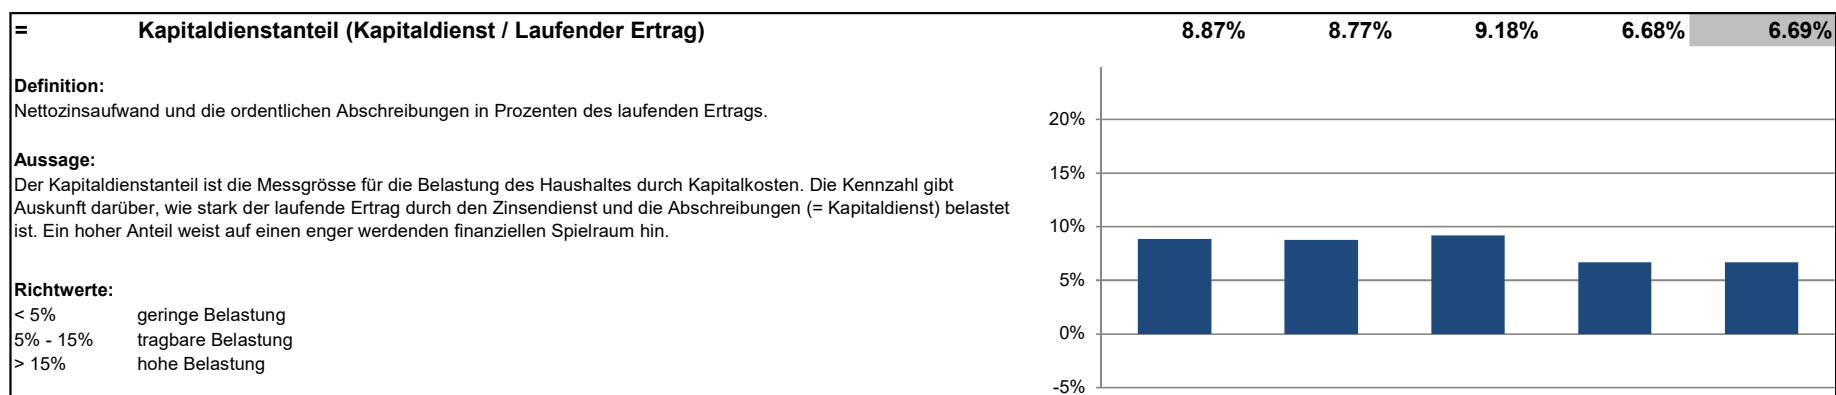 = Kapitaldienstanteil (Kapitaldienst / Laufender Ertrag) 8.87% 8.77% 9.18% 6.68% 6.69%
Definition:
Nettozinsaufwand und die ordentlichen Abschreibungen in Prozenten des laufenden Ertrags.
Aussage:
Der Kapitaldienstanteil ist die Messgrösse für die Belastung des Haushaltes durch Kapitalkosten. Die Kennzahl gibt
Auskunft darüber, wie stark der laufende Ertrag durch den Zinsendienst und die Abschreibungen (= Kapitaldienst) belastet
ist. Ein hoher Anteil weist auf einen enger werdenden finanziellen Spielraum hin.
Richtwerte:
< 5% geringe Belastung
5% - 15% tragbare Belastung
> 15% hohe Belastung
20%
15%
10%
5%
0%
-5%